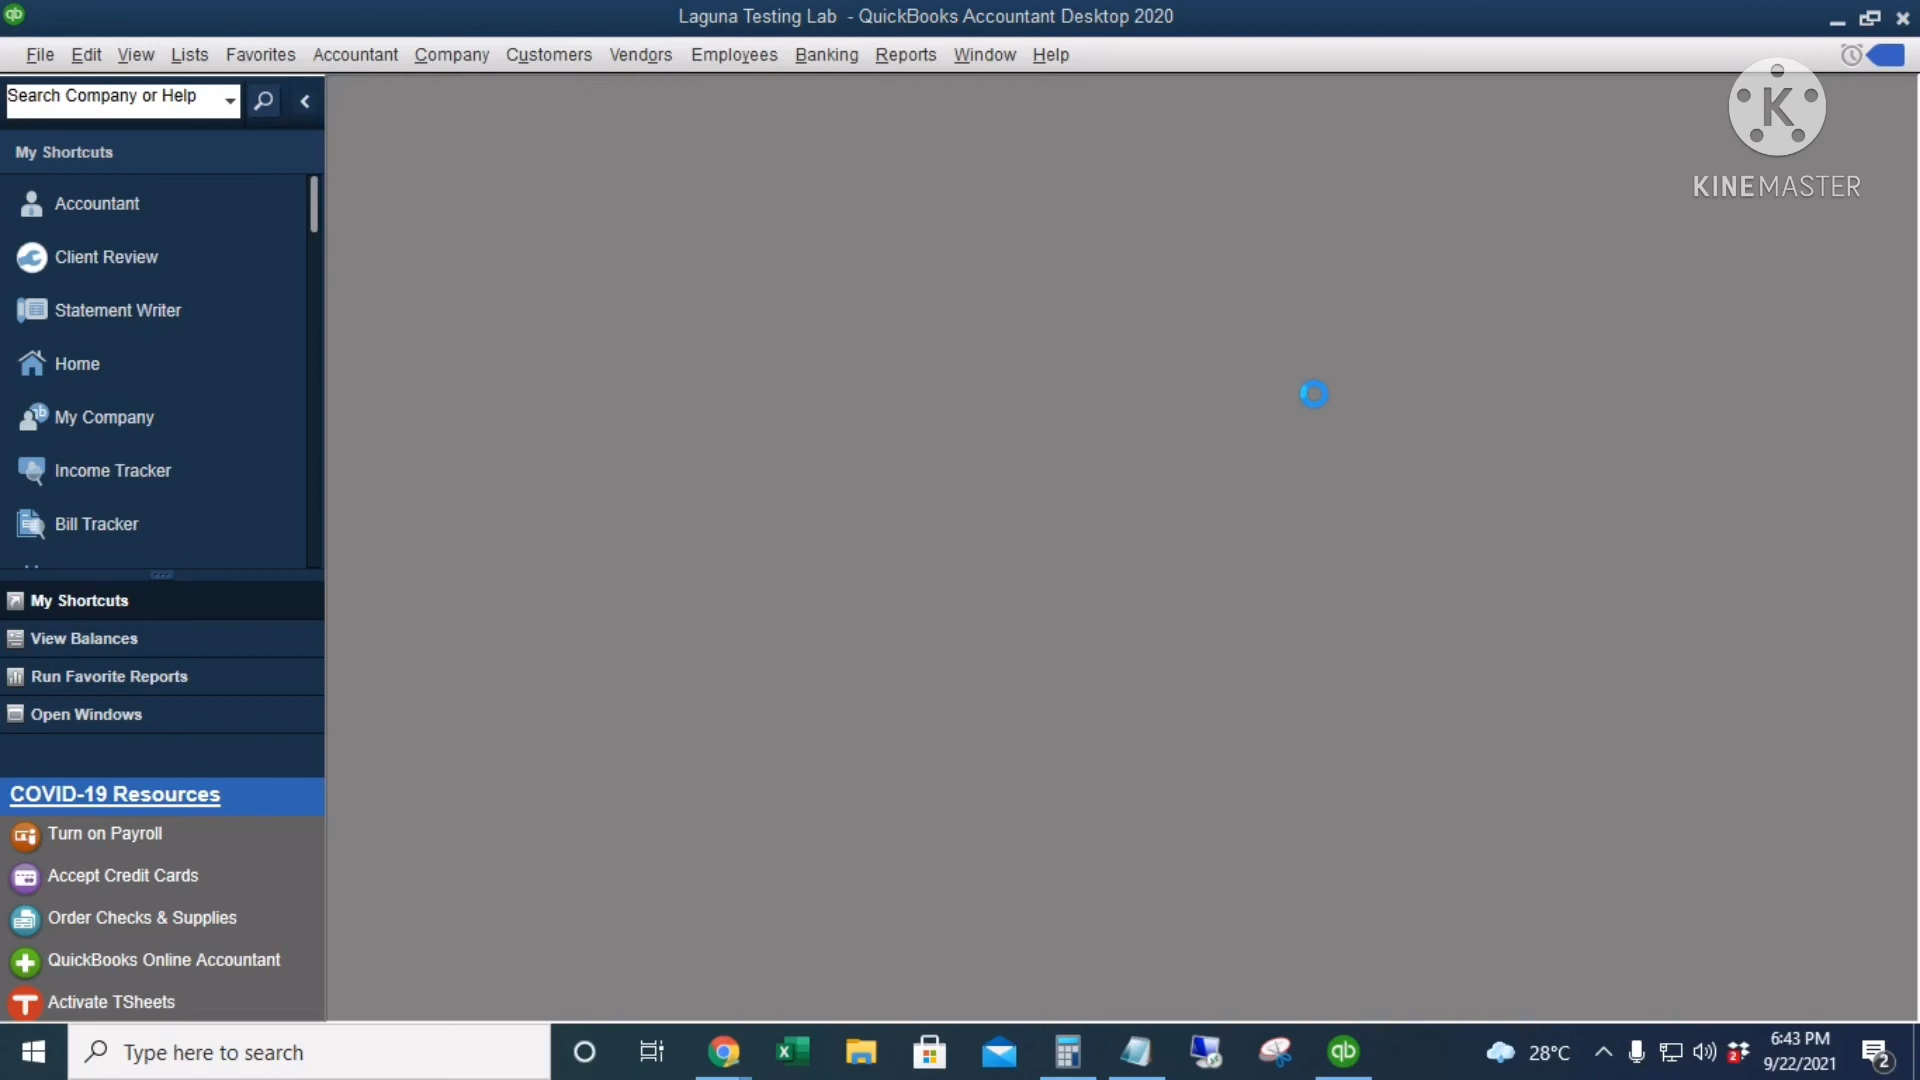 Laguna Testing Lab - QuickBooks Accountant Desktop 2020
File Edit View Lists Favorites Accountant Company Customers Vendors Employees Banking Reports Window Help
Search Company or Help
K
KINEMASTER
My Shortcuts
Accountant
Client Review
Statement Writer
Home
My Company
Income Tracker
Bill Tracker
My Shortcuts
View Balances
Run Favorite Reports
Open Windows
COVID-19 Resources
Turn on Payroll
Accept Credit Cards
Order Checks & Supplies
QuickBooks Online Accountant
Activate TSheets
Type here to search
28°C
6:43 PM
9/22/2021
2